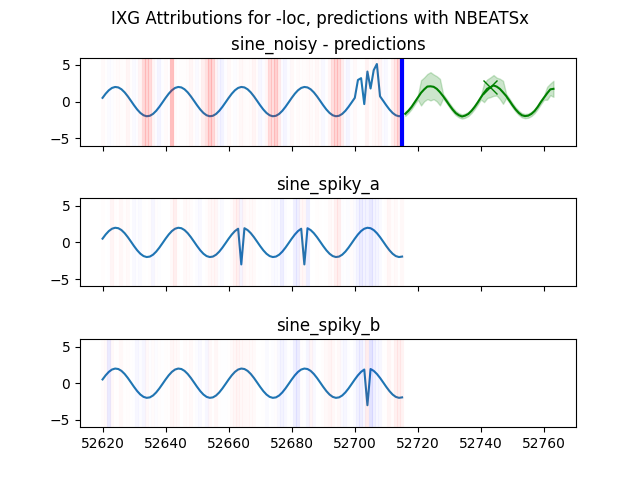 IXG Attributions for -loc, predictions with NBEATSx
sine_noisy - predictions
5
0
−5
sine_spiky_a
5
0
−5
sine_spiky_b
5
0
−5
52620 52640 52660 52680 52700 52720 52740 52760